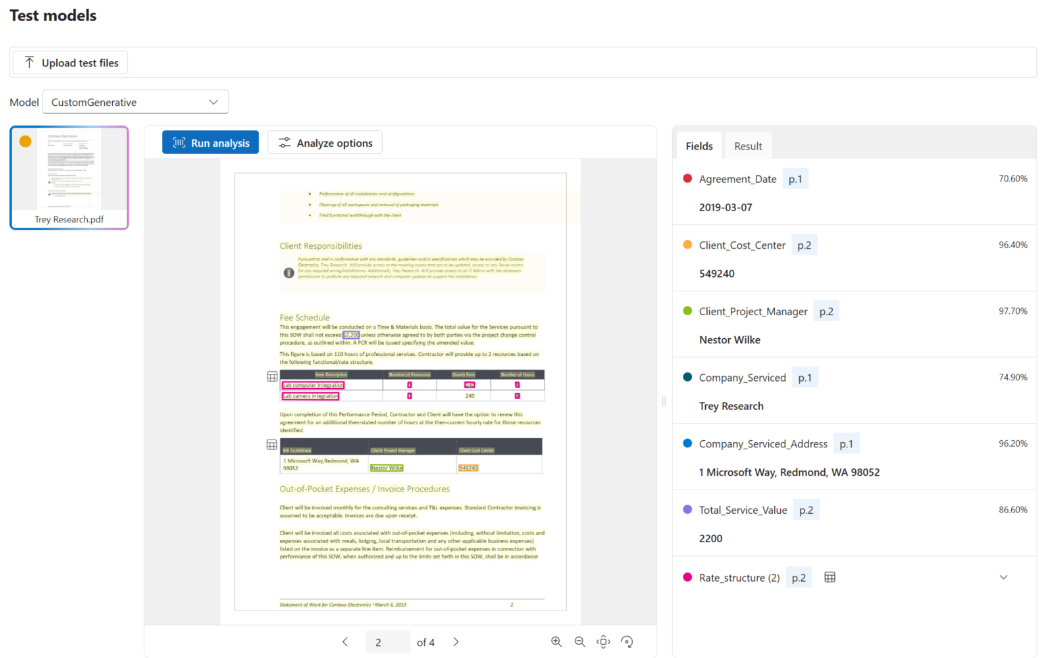 Test models
Upload test files
Model
CustomGenerative
Trey Research.pdf
Run analysis
Analyze options
Performance of all installations and configurations
Clean-up of all workspaces and removal of packaging materials
Final functional walkthrough with the client
Client Responsibilities
Fee Schedule
This engagement will be conducted on a Time & Materials basis. The total value for the Services pursuant to
this SOW shall not exceed $2,200 unless otherwise agreed to by both parties via the project change control
procedure, as outlined within. A PCR will be issued specifying the amended value.
This figure is based on 110 hours of professional services. Contractor will provide up to 2 resources based on
the following functional/rate structure.
Rate Description Number of Resources Hourly Rate Number of Hours
Lab computer integration
Lab camera integration 240
Upon completion of this Performance Period, Contractor and Client will have the option to renew this
agreement for an additional then-stated number of hours at the then-current hourly rate for those resources
identified.
Bill To Address Client Project Manager Client Cost Center
1 Microsoft Way,Redmond, WA
98052 Nestor Wilke 549240
Out-of-Pocket Expenses / Invoice Procedures
Client will be invoiced monthly for the consulting services and T&L expenses. Standard Contractor invoicing is
assumed to be acceptable. Invoices are due upon receipt.
Client will be invoiced all costs associated with out-of-pocket expenses (including, without limitation, costs and
expenses associated with meals, lodging, local transportation and any other applicable business expenses)
listed on the invoice as a separate line item. Reimbursement for out-of-pocket expenses in connection with
performance of this SOW, when authorized and up to the limits set forth in this SOW, shall be in accordance
Statement of Work for Contoso Electronics • March 6, 2019 2
2 of 4
Fields Result
Agreement_Date p.1 70.60%
2019-03-07
Client_Cost_Center p.2 96.40%
549240
Client_Project_Manager p.2 97.70%
Nestor Wilke
Company_Serviced p.1 74.90%
Trey Research
Company_Serviced_Address p.1 96.20%
1 Microsoft Way, Redmond, WA 98052
Total_Service_Value p.2 86.60%
2200
Rate_structure (2) p.2